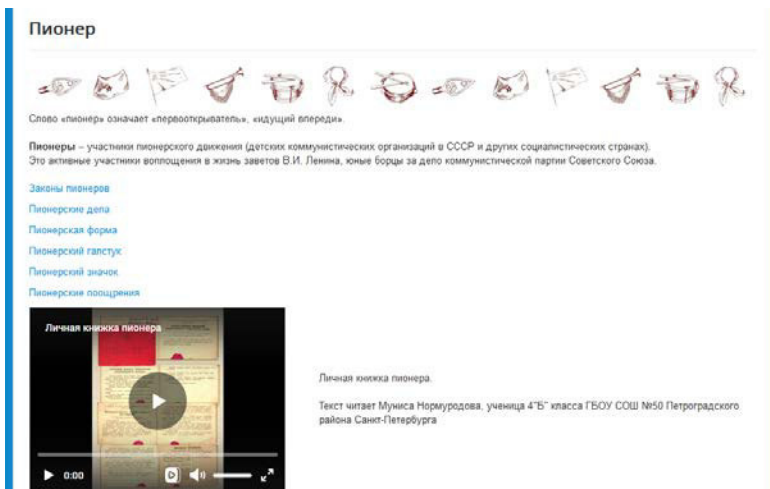 Пионер
Слово «пионер» означает «первооткрыватель», «идущий впереди».
Пионеры – участники пионерского движения (детских коммунистических организаций в СССР и других социалистических странах).
Это активные участники воплощения в жизнь заветов В.И. Ленина, юные борцы за дело коммунистической партии Советского Союза.
Законы пионеров
Пионерские дела
Пионерская форма
Пионерский галстук
Пионерский значок
Пионерские поощрения
Личная книжка пионера
Личная книжка пионера.
Текст читает Муниса Нормуродова, ученица 4"Б" класса ГБОУ СОШ №50 Петроградского
района Санкт-Петербурга
0:00